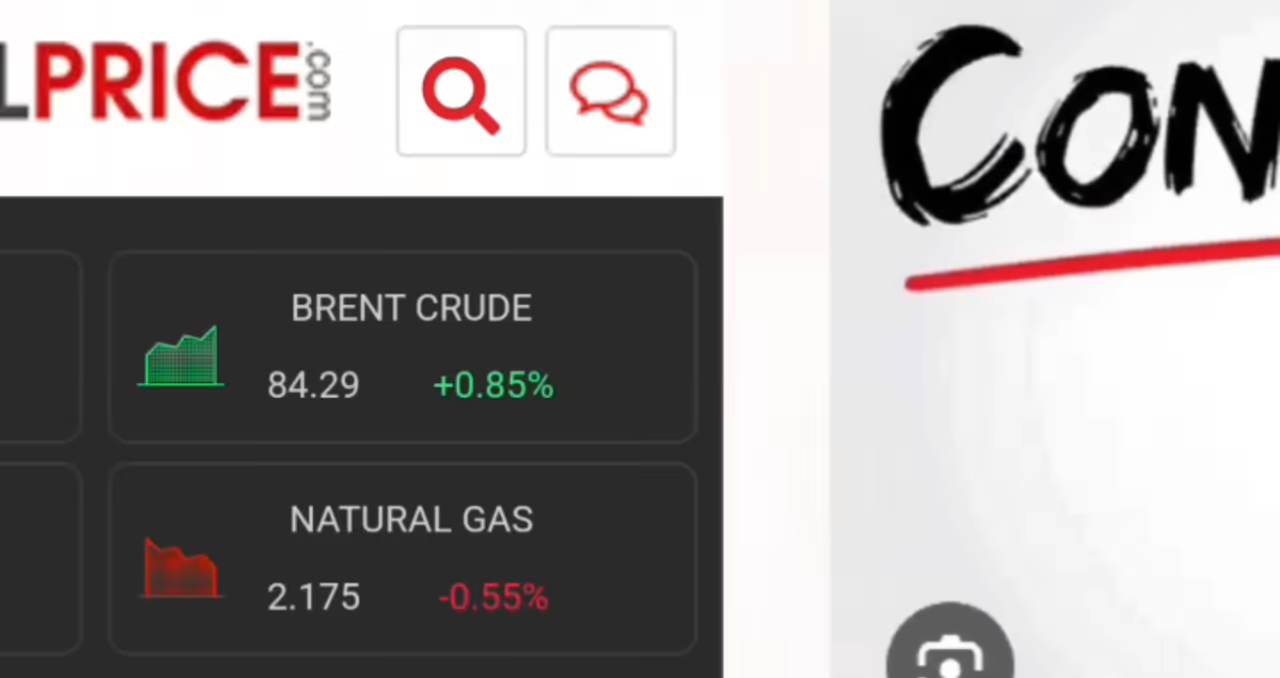 LPRICE.com
CON
BRENT CRUDE
84.29 +0.85%
NATURAL GAS
2.175 -0.55%